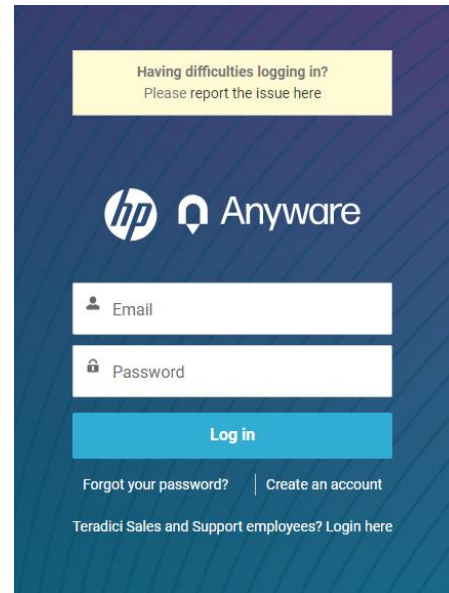 Having difficulties logging in?
Please report the issue here
hp Anyware
Email
Password
Log in
Forgot your password? Create an account
Teradici Sales and Support employees? Login here